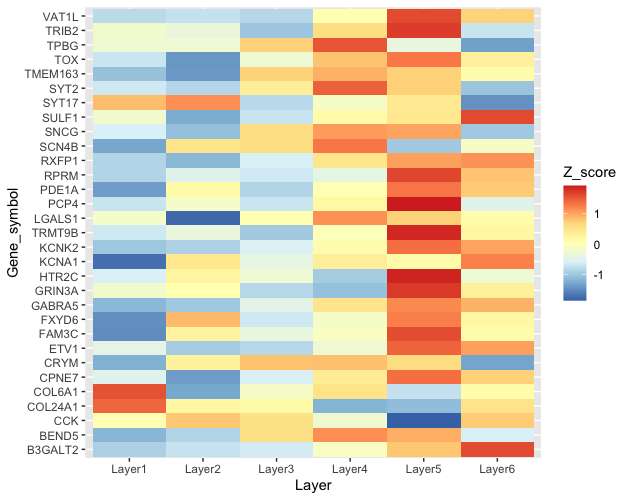 VAT1L
TRIB2
TPBG
TOX
TMEM163
SYT2
SYT17
SULF1
SNCG
SCN4B
RXFP1
RPRM
PDE1A
PCP4
LGALS1
TRMT9B
KCNK2
KCNA1
HTR2C
GRIN3A
GABRA5
FXYD6
FAM3C
ETV1
CRYM
CPNE7
COL6A1
COL24A1
CCK
BEND5
B3GALT2
Gene_symbol
Layer1 Layer2 Layer3 Layer4 Layer5 Layer6
Layer
Z_score
1
0
-1